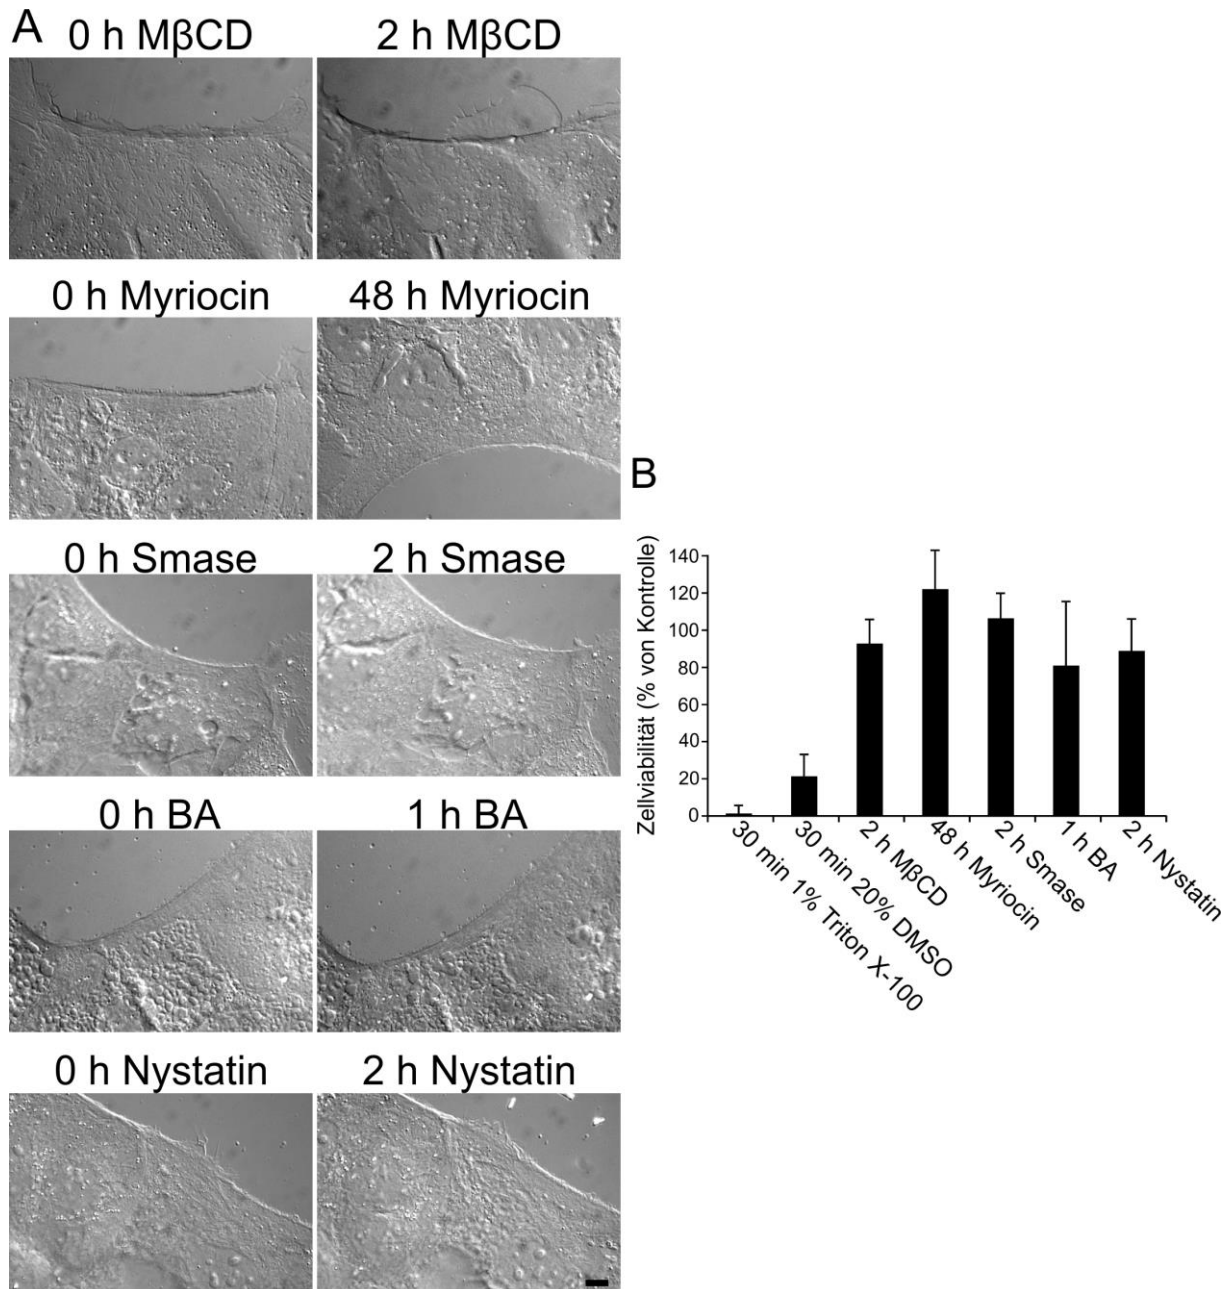 A
0 h MβCD
2 h MβCD
0 h Myriocin
48 h Myriocin
0 h Smase
2 h Smase
0 h BA
1 h BA
0 h Nystatin
2 h Nystatin
B
Zellviabilität (% von Kontrolle)
140
120
100
80
60
40
20
0
30 min 1% Triton X-100
30 min 20% DMSO
2 h MβCD
48 h Myriocin
2 h Smase
1 h BA
2 h Nystatin